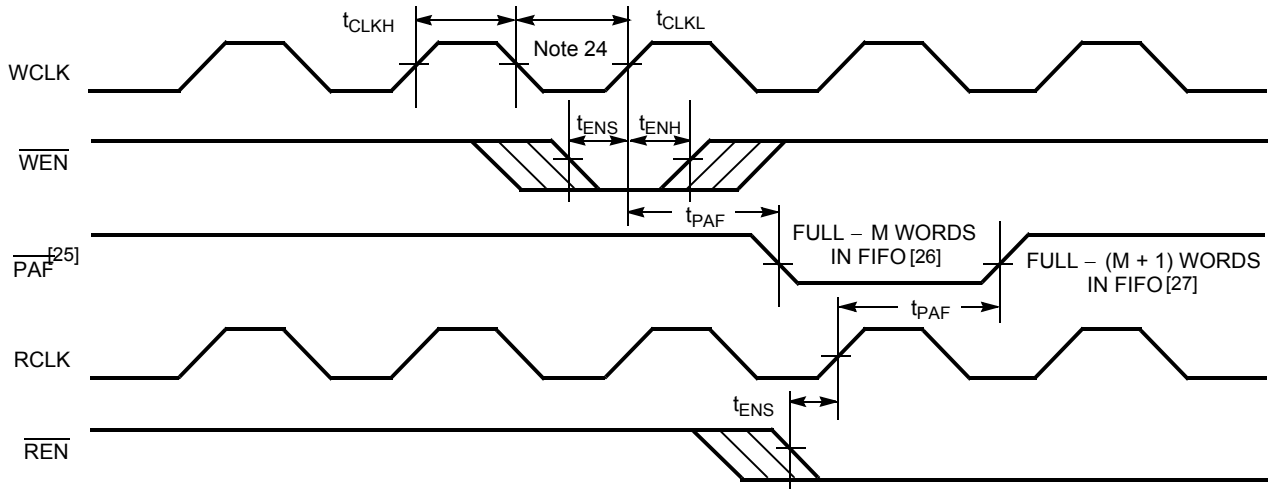 tCLKH
tCLKL
Note 24
WCLK
tENS
tENH
WEN
tPAF
PAF[25]
FULL – M WORDS
IN FIFO[26]
FULL – (M + 1) WORDS
IN FIFO[27]
tPAF
RCLK
tENS
REN